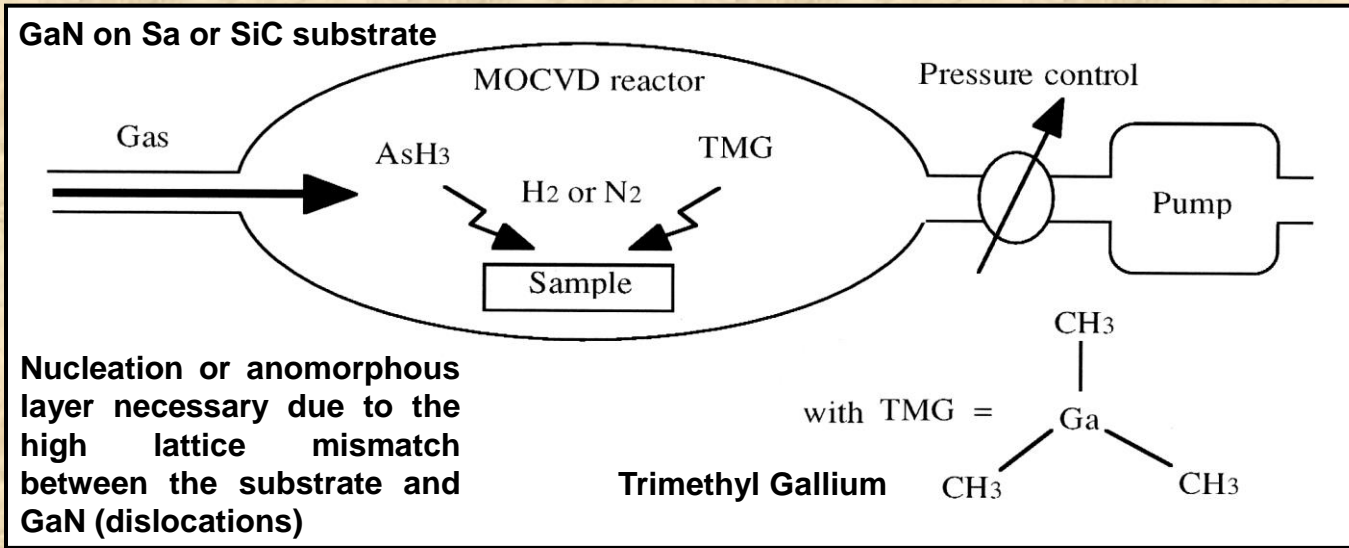 GaN on Sa or SiC substrate
MOCVD reactor
Pressure control
Gas
AsH3
TMG
H2 or N2
Pump
Sample
CH3
Nucleation or anomorphous
layer necessary due to the
high lattice mismatch
between the substrate and
GaN (dislocations)
with TMG =
Ga
Trimethyl Gallium
CH3
CH3